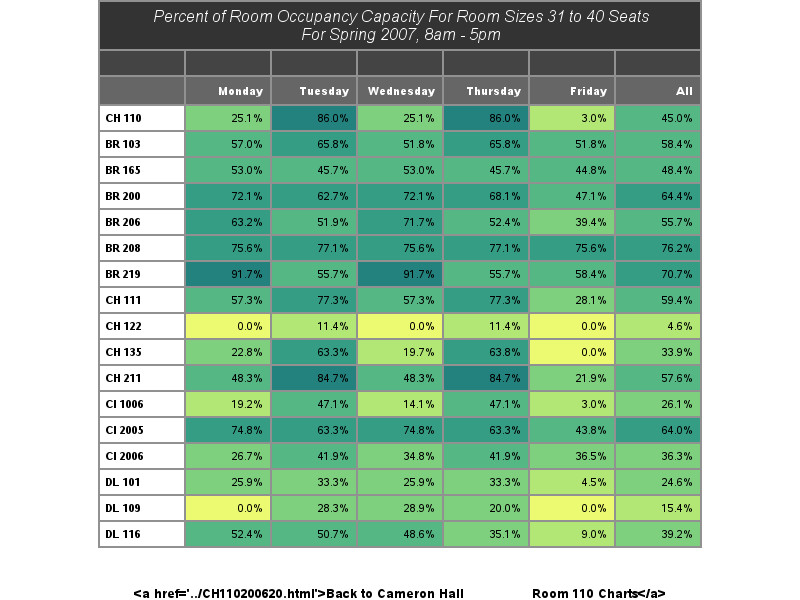 Percent of Room Occupancy Capacity For Room Sizes 31 to 40 Seats
For Spring 2007, 8am - 5pm
Monday Tuesday Wednesday Thursday Friday All
CH 110 25.1% 86.0% 25.1% 86.0% 3.0% 45.0%
BR 103 57.0% 65.8% 51.8% 65.8% 51.8% 58.4%
BR 165 53.0% 45.7% 53.0% 45.7% 44.8% 48.4%
BR 200 72.1% 62.7% 72.1% 68.1% 47.1% 64.4%
BR 206 63.2% 51.9% 71.7% 52.4% 39.4% 55.7%
BR 208 75.6% 77.1% 75.6% 77.1% 75.6% 76.2%
BR 219 91.7% 55.7% 91.7% 55.7% 58.4% 70.7%
CH 111 57.3% 77.3% 57.3% 77.3% 28.1% 59.4%
CH 122 0.0% 11.4% 0.0% 11.4% 0.0% 4.6%
CH 135 22.8% 63.3% 19.7% 63.8% 0.0% 33.9%
CH 211 48.3% 84.7% 48.3% 84.7% 21.9% 57.6%
CI 1006 19.2% 47.1% 14.1% 47.1% 3.0% 26.1%
CI 2005 74.8% 63.3% 74.8% 63.3% 43.8% 64.0%
CI 2006 26.7% 41.9% 34.8% 41.9% 36.5% 36.3%
DL 101 25.9% 33.3% 25.9% 33.3% 4.5% 24.6%
DL 109 0.0% 28.3% 28.9% 20.0% 0.0% 15.4%
DL 116 52.4% 50.7% 48.6% 35.1% 9.0% 39.2%
<a href='../CH110200620.html'>Back to Cameron Hall Room 110 Charts</a>